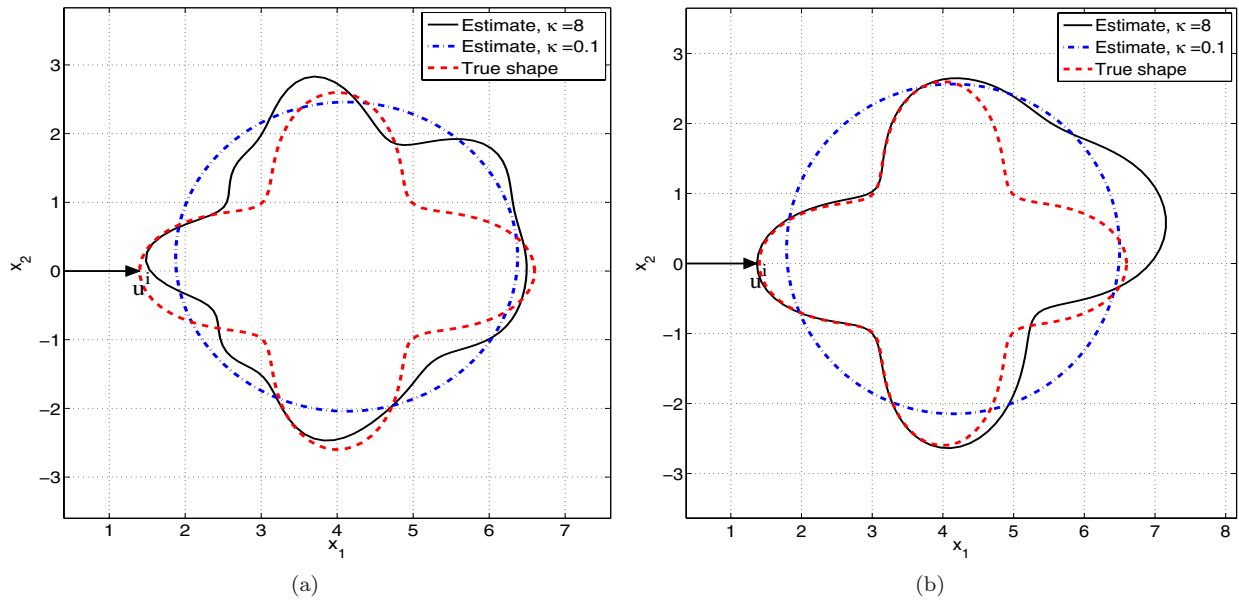 Estimate, κ =8
Estimate, κ =0.1
True shape
3
2
1
0
−1
−2
−3
x2
u^i
1 2 3 4 5 6 7
x1
(a)
Estimate, κ =8
Estimate, κ =0.1
True shape
3
2
1
0
−1
−2
−3
x2
u^i
1 2 3 4 5 6 7 8
x1
(b)